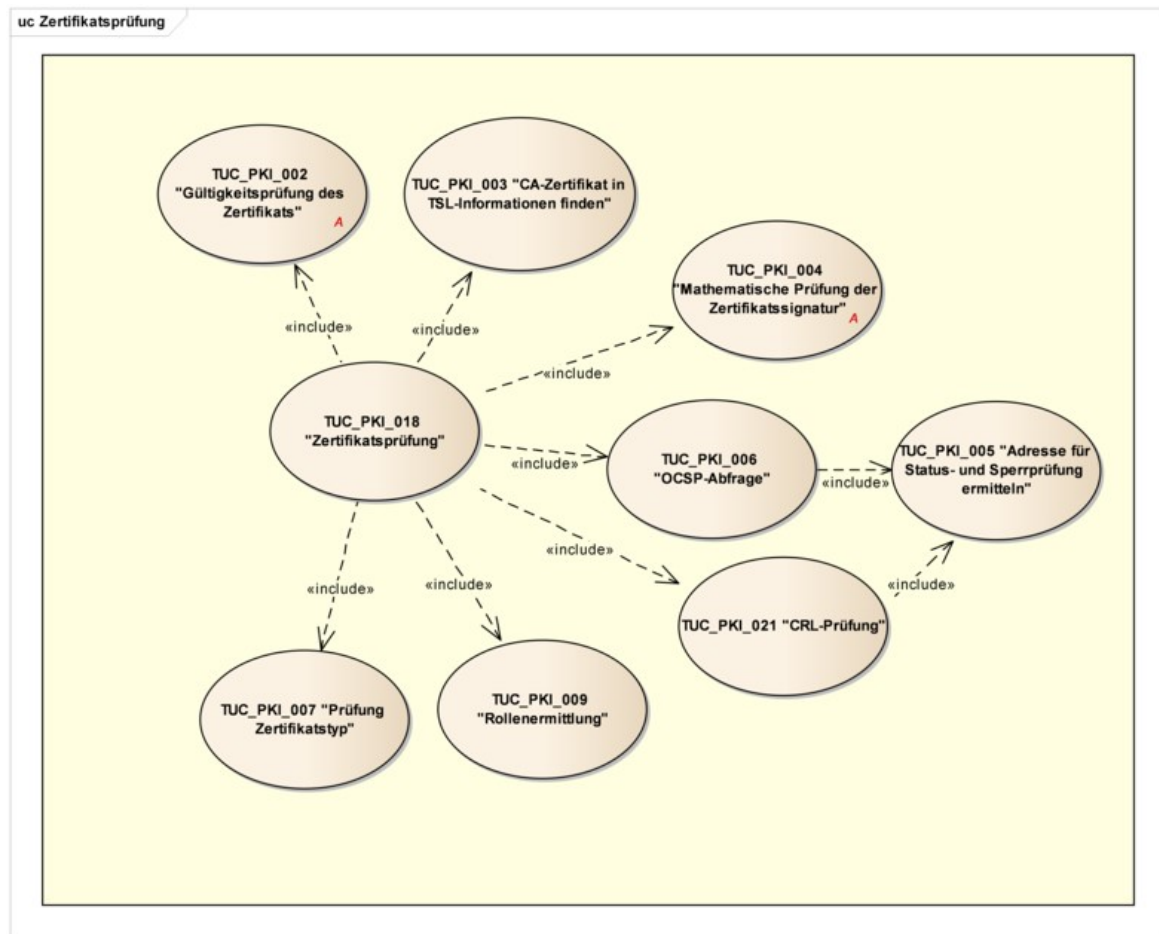 uc Zertifikatsprüfung
TUC_PKI_002
"Gültigkeitsprüfung des
Zertifikats"
A
TUC_PKI_003 "CA-Zertifikat in
TSL-Informationen finden"
TUC_PKI_004
"Mathematische Prüfung der
Zertifikatssignatur"
A
«include»
«include»
«include»
TUC_PKI_018
"Zertifikatsprüfung"
«include»
TUC_PKI_006
"OCSP-Abfrage"
«include»
TUC_PKI_005 "Adresse für
Status- und Sperrprüfung
ermitteln"
«include»
«include»
TUC_PKI_021 "CRL-Prüfung"
«include»
«include»
TUC_PKI_007 "Prüfung
Zertifikatstyp"
TUC_PKI_009
"Rollenermittlung"